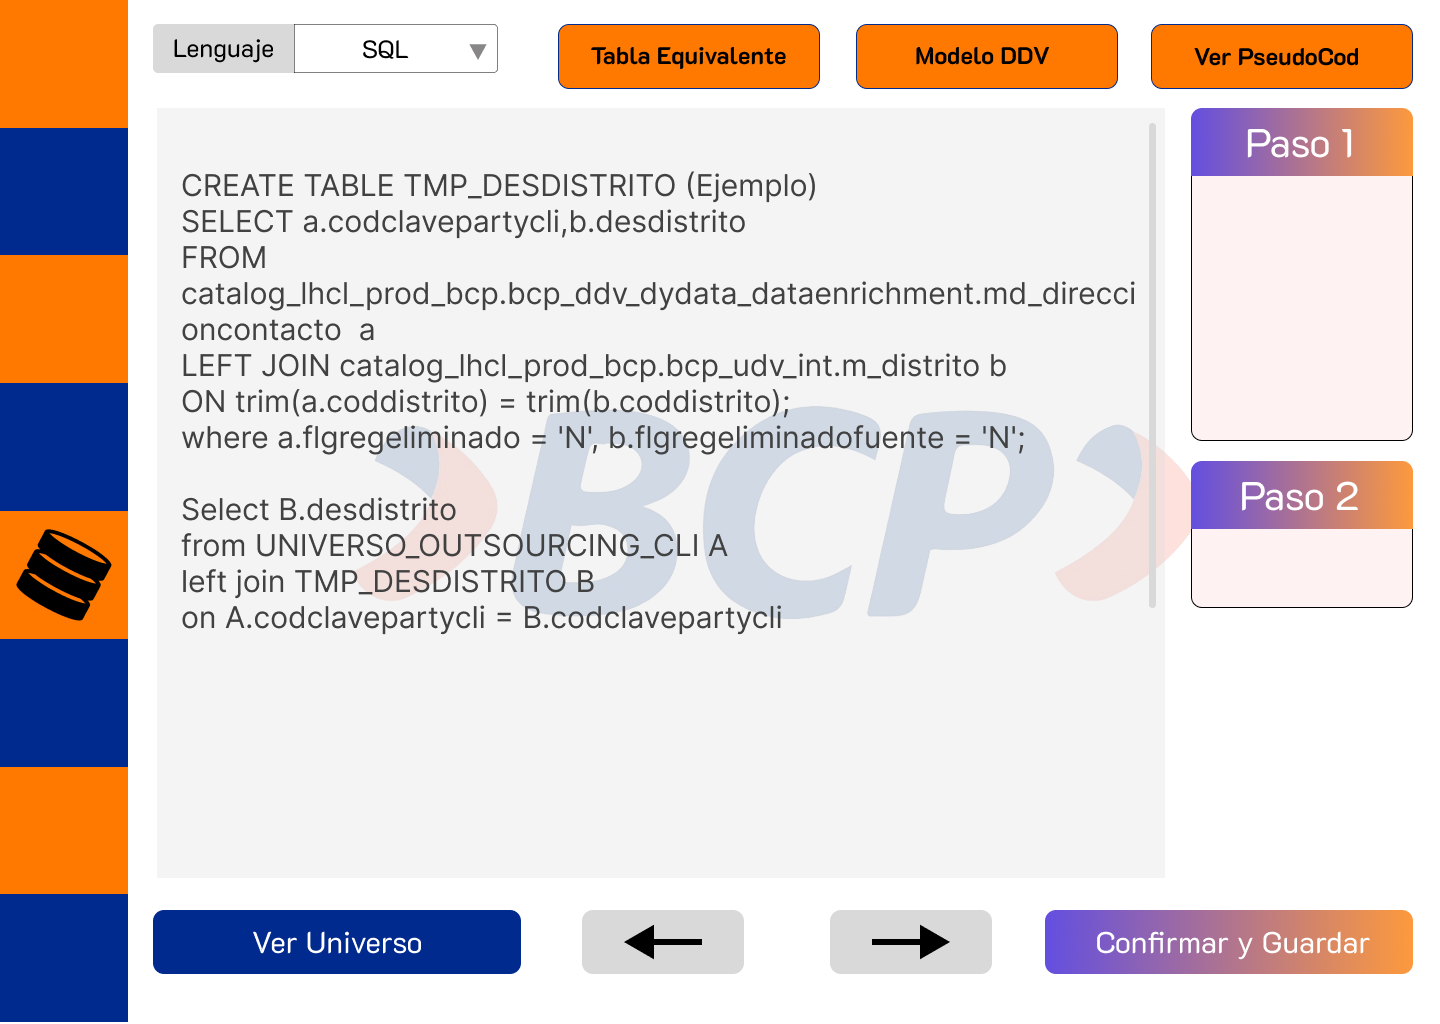 Lenguaje
SQL
Tabla Equivalente
Modelo DDV
Ver PseudoCod
CREATE TABLE TMP_DESDISTRITO (Ejemplo)
SELECT a.codclavepartycli,b.desdistrito
FROM
catalog_lhcl_prod_bcp.bcp_ddv_dydata_dataenrichment.md_direcci
oncontacto  a
LEFT JOIN catalog_lhcl_prod_bcp.bcp_udv_int.m_distrito b
ON trim(a.coddistrito) = trim(b.coddistrito);
where a.flgregeliminado = 'N', b.flgregeliminadofuente = 'N';
Select B.desdistrito
from UNIVERSO_OUTSOURCING_CLI A
left join TMP_DESDISTRITO B
on A.codclavepartycli = B.codclavepartycli
BCP
Paso 1
Paso 2
Ver Universo
Confirmar y Guardar